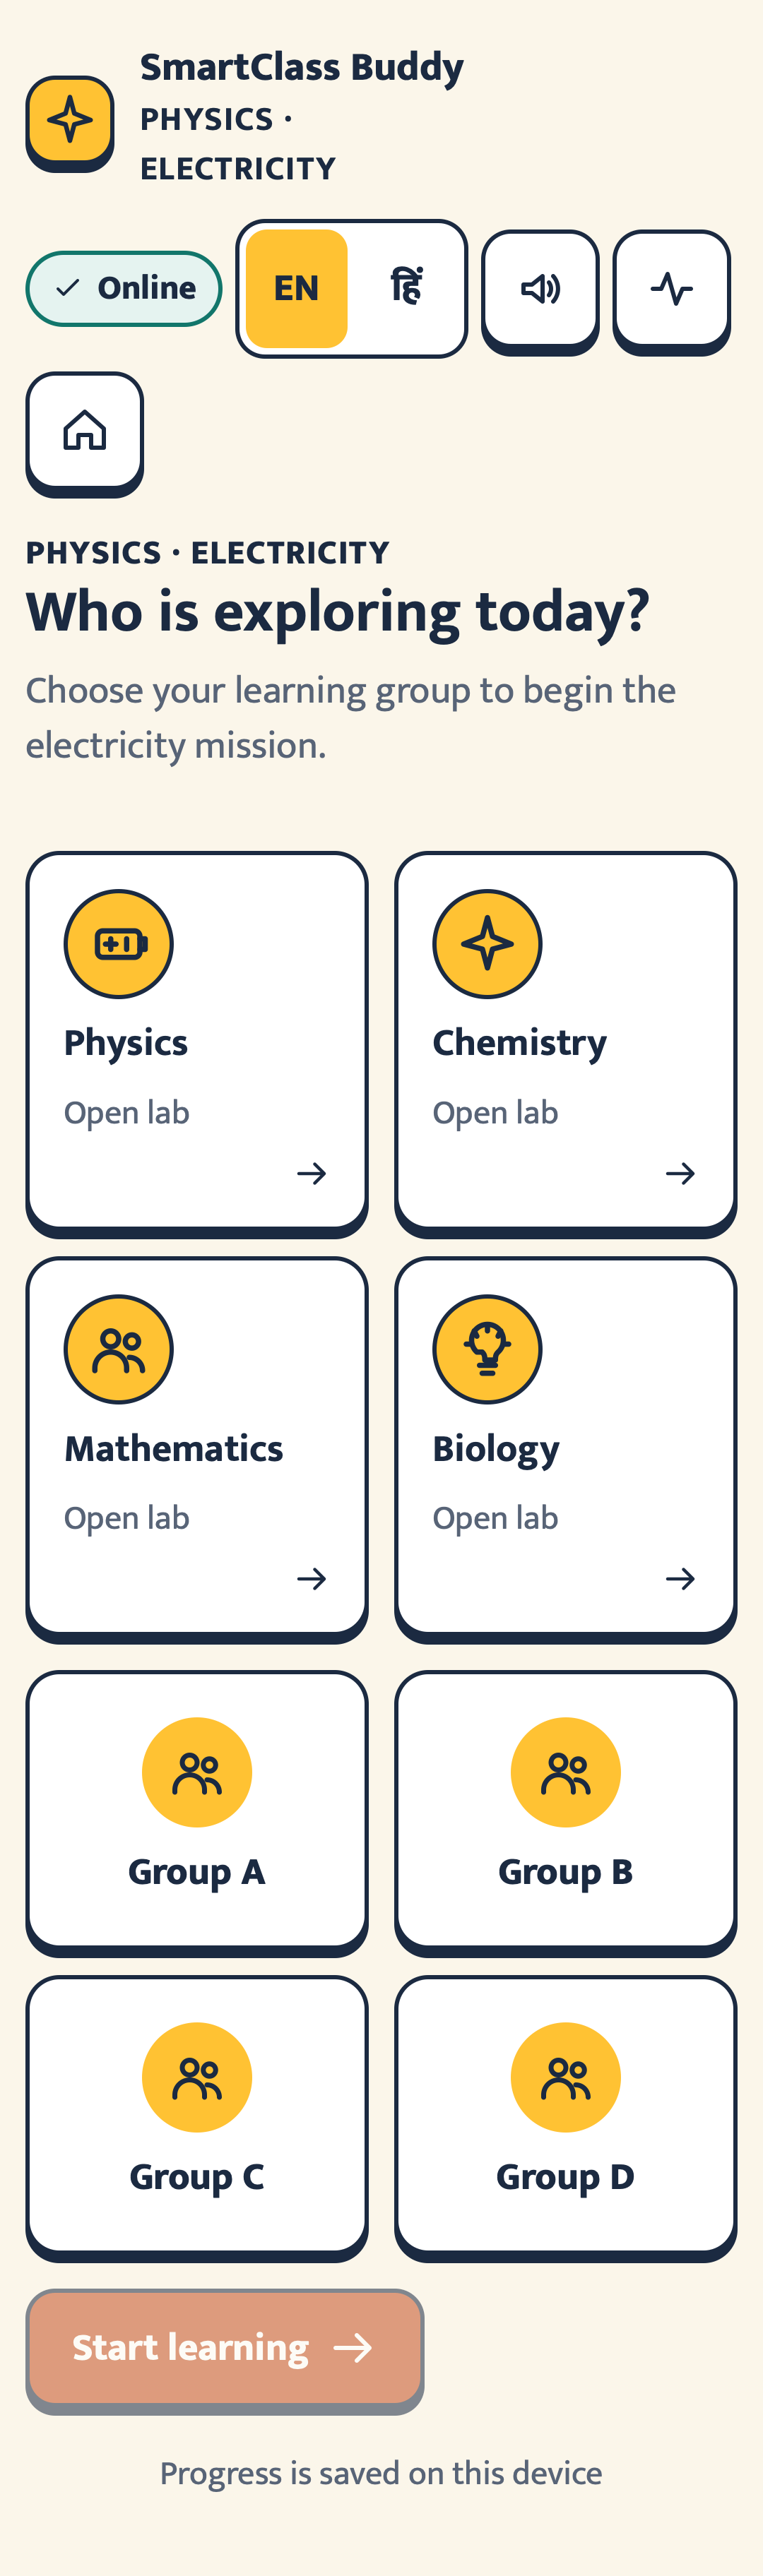 SmartClass Buddy
PHYSICS ·
ELECTRICITY
Online
EN
हिं
PHYSICS · ELECTRICITY
Who is exploring today?
Choose your learning group to begin the
electricity mission.
Physics
Open lab
Chemistry
Open lab
Mathematics
Open lab
Biology
Open lab
Group A
Group B
Group C
Group D
Start learning
Progress is saved on this device